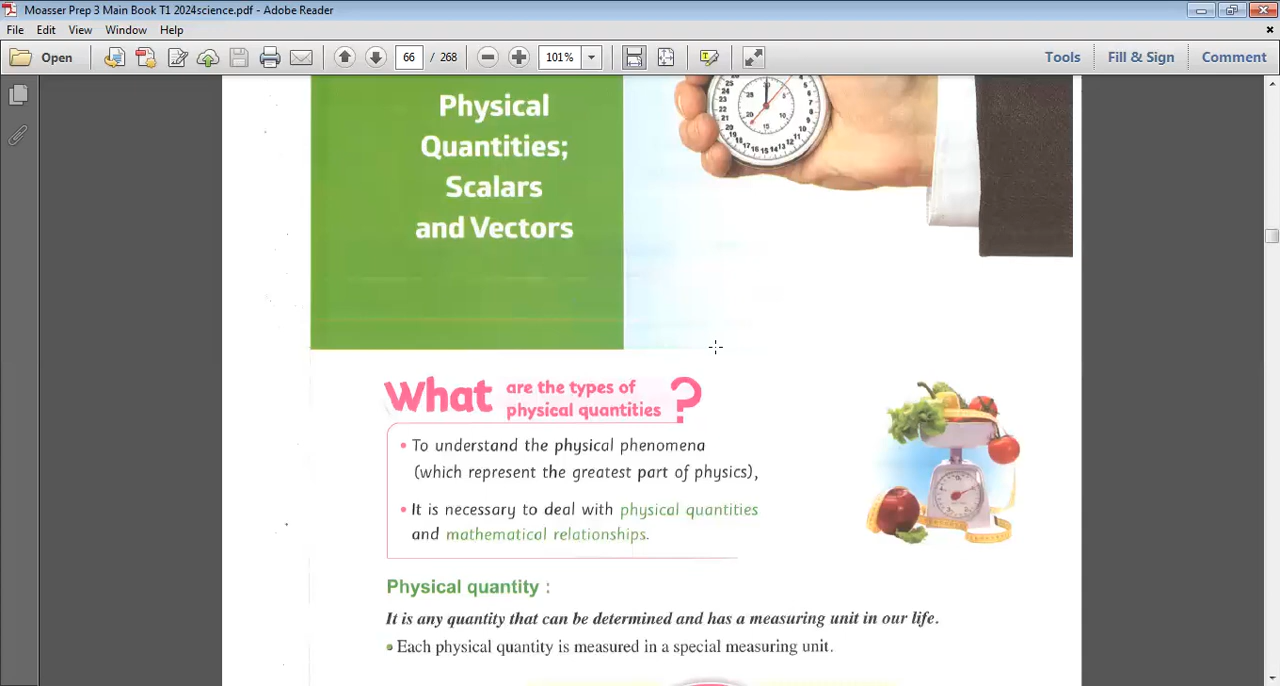 Moasser Prep 3 Main Book T1 2024science.pdf - Adobe Reader
File Edit View Window Help
Open 66 / 268 101% Tools Fill & Sign Comment
Physical
Quantities;
Scalars
and Vectors
What are the types of
physical quantities ?
• To understand the physical phenomena
(which represent the greatest part of physics),
• It is necessary to deal with physical quantities
and mathematical relationships.
Physical quantity :
It is any quantity that can be determined and has a measuring unit in our life.
• Each physical quantity is measured in a special measuring unit.